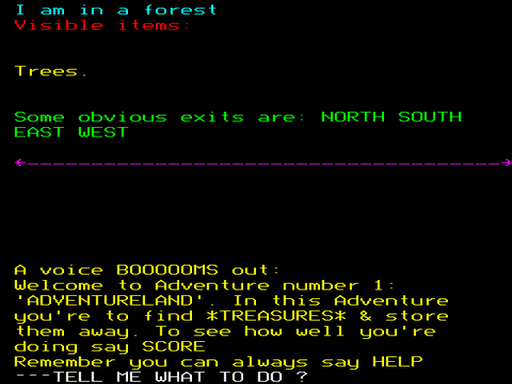 I am in a forest
Visible items:
Trees.
Some obvious exits are: NORTH SOUTH
EAST WEST
A voice BOOOOOMS out:
Welcome to Adventure number 1:
'ADVENTURELAND'. In this Adventure
you're to find *TREASURES* & store
them away. To see how well you're
doing say SCORE
Remember you can always say HELP
---TELL ME WHAT TO DO ?